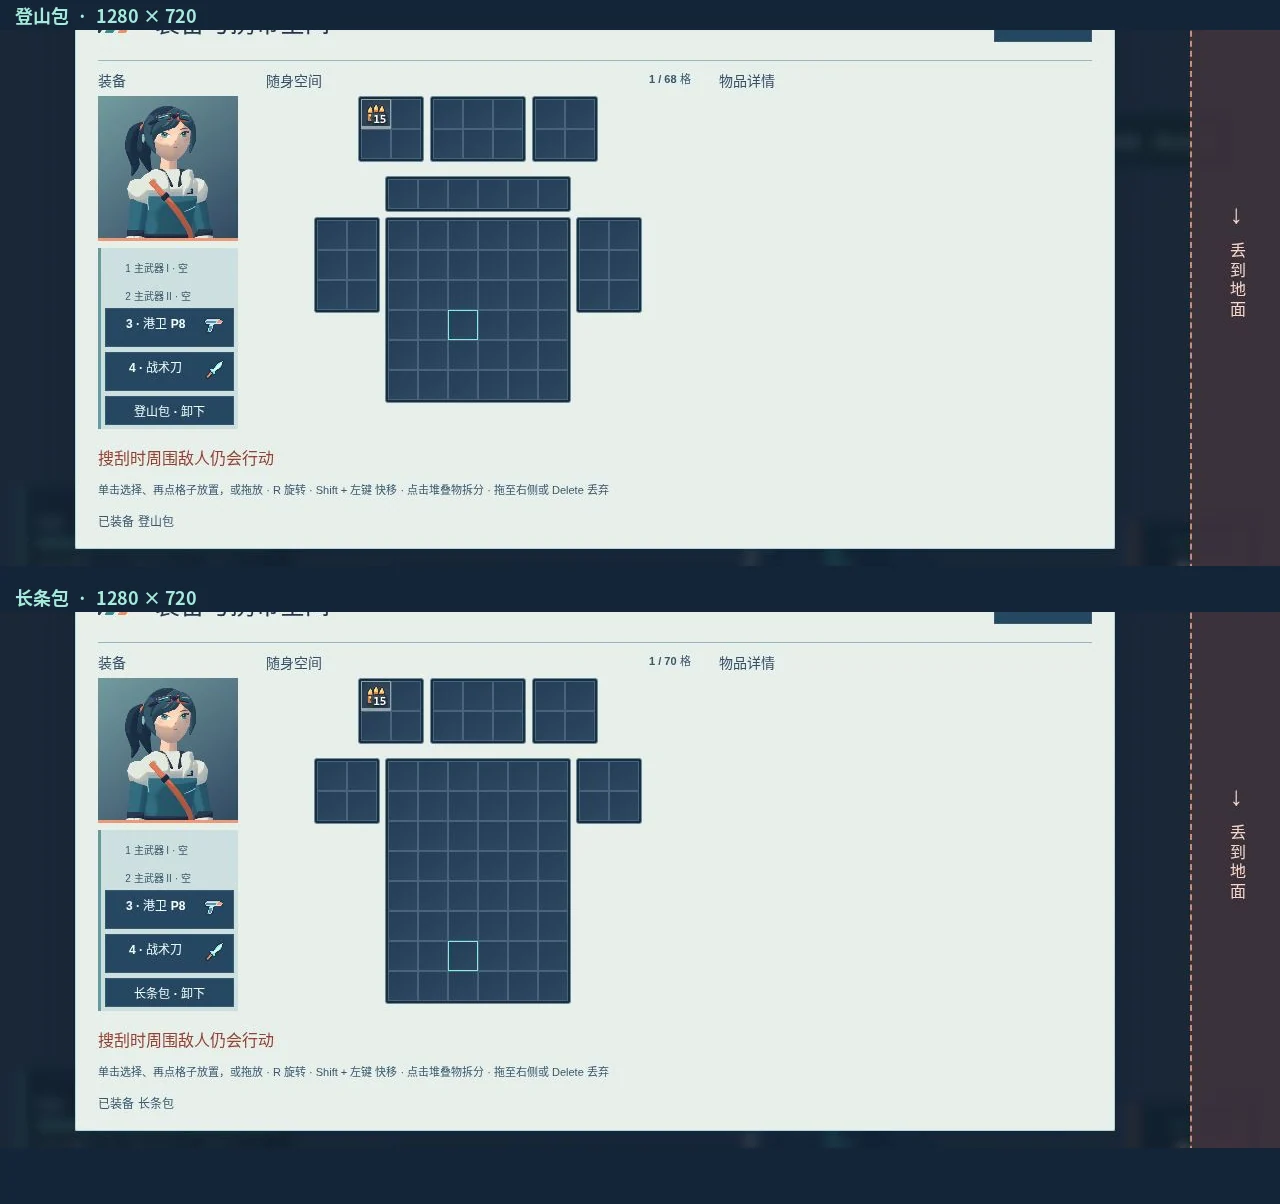 登山包 · 1280 × 720
装备 随身空间 1 / 68 格 物品详情
15
1 主武器 I · 空
2 主武器 II · 空
3 · 港卫 P8
4 · 战术刀
登山包 · 卸下
搜刮时周围敌人仍会行动
单击选择、再点格子放置，或拖放 · R 旋转 · Shift + 左键 快移 · 点击堆叠物拆分 · 拖至右侧或 Delete 丢弃
已装备 登山包
↓ 丢到地面
长条包 · 1280 × 720
装备 随身空间 1 / 70 格 物品详情
15
1 主武器 I · 空
2 主武器 II · 空
3 · 港卫 P8
4 · 战术刀
长条包 · 卸下
搜刮时周围敌人仍会行动
单击选择、再点格子放置，或拖放 · R 旋转 · Shift + 左键 快移 · 点击堆叠物拆分 · 拖至右侧或 Delete 丢弃
已装备 长条包
↓ 丢到地面